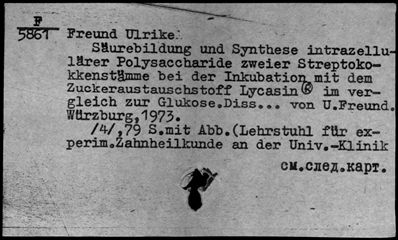 F
5861
Freund Ulrike.
Säurebildung und Synthese intrazellu-
lärer Polysaccharide zweier Streptoko-
kkenstämme bei der Inkubation mit dem
Zuckeraustauschstoff Lycasin ® im ver-
gleich zur Glukose.Diss... von U.Freund.
Würzburg,1973.
/4/,79 S.mit Abb.(Lehrstuhl für ex-
perim.Zahnheilkunde an der Univ.-Klinik
см.след.карт.